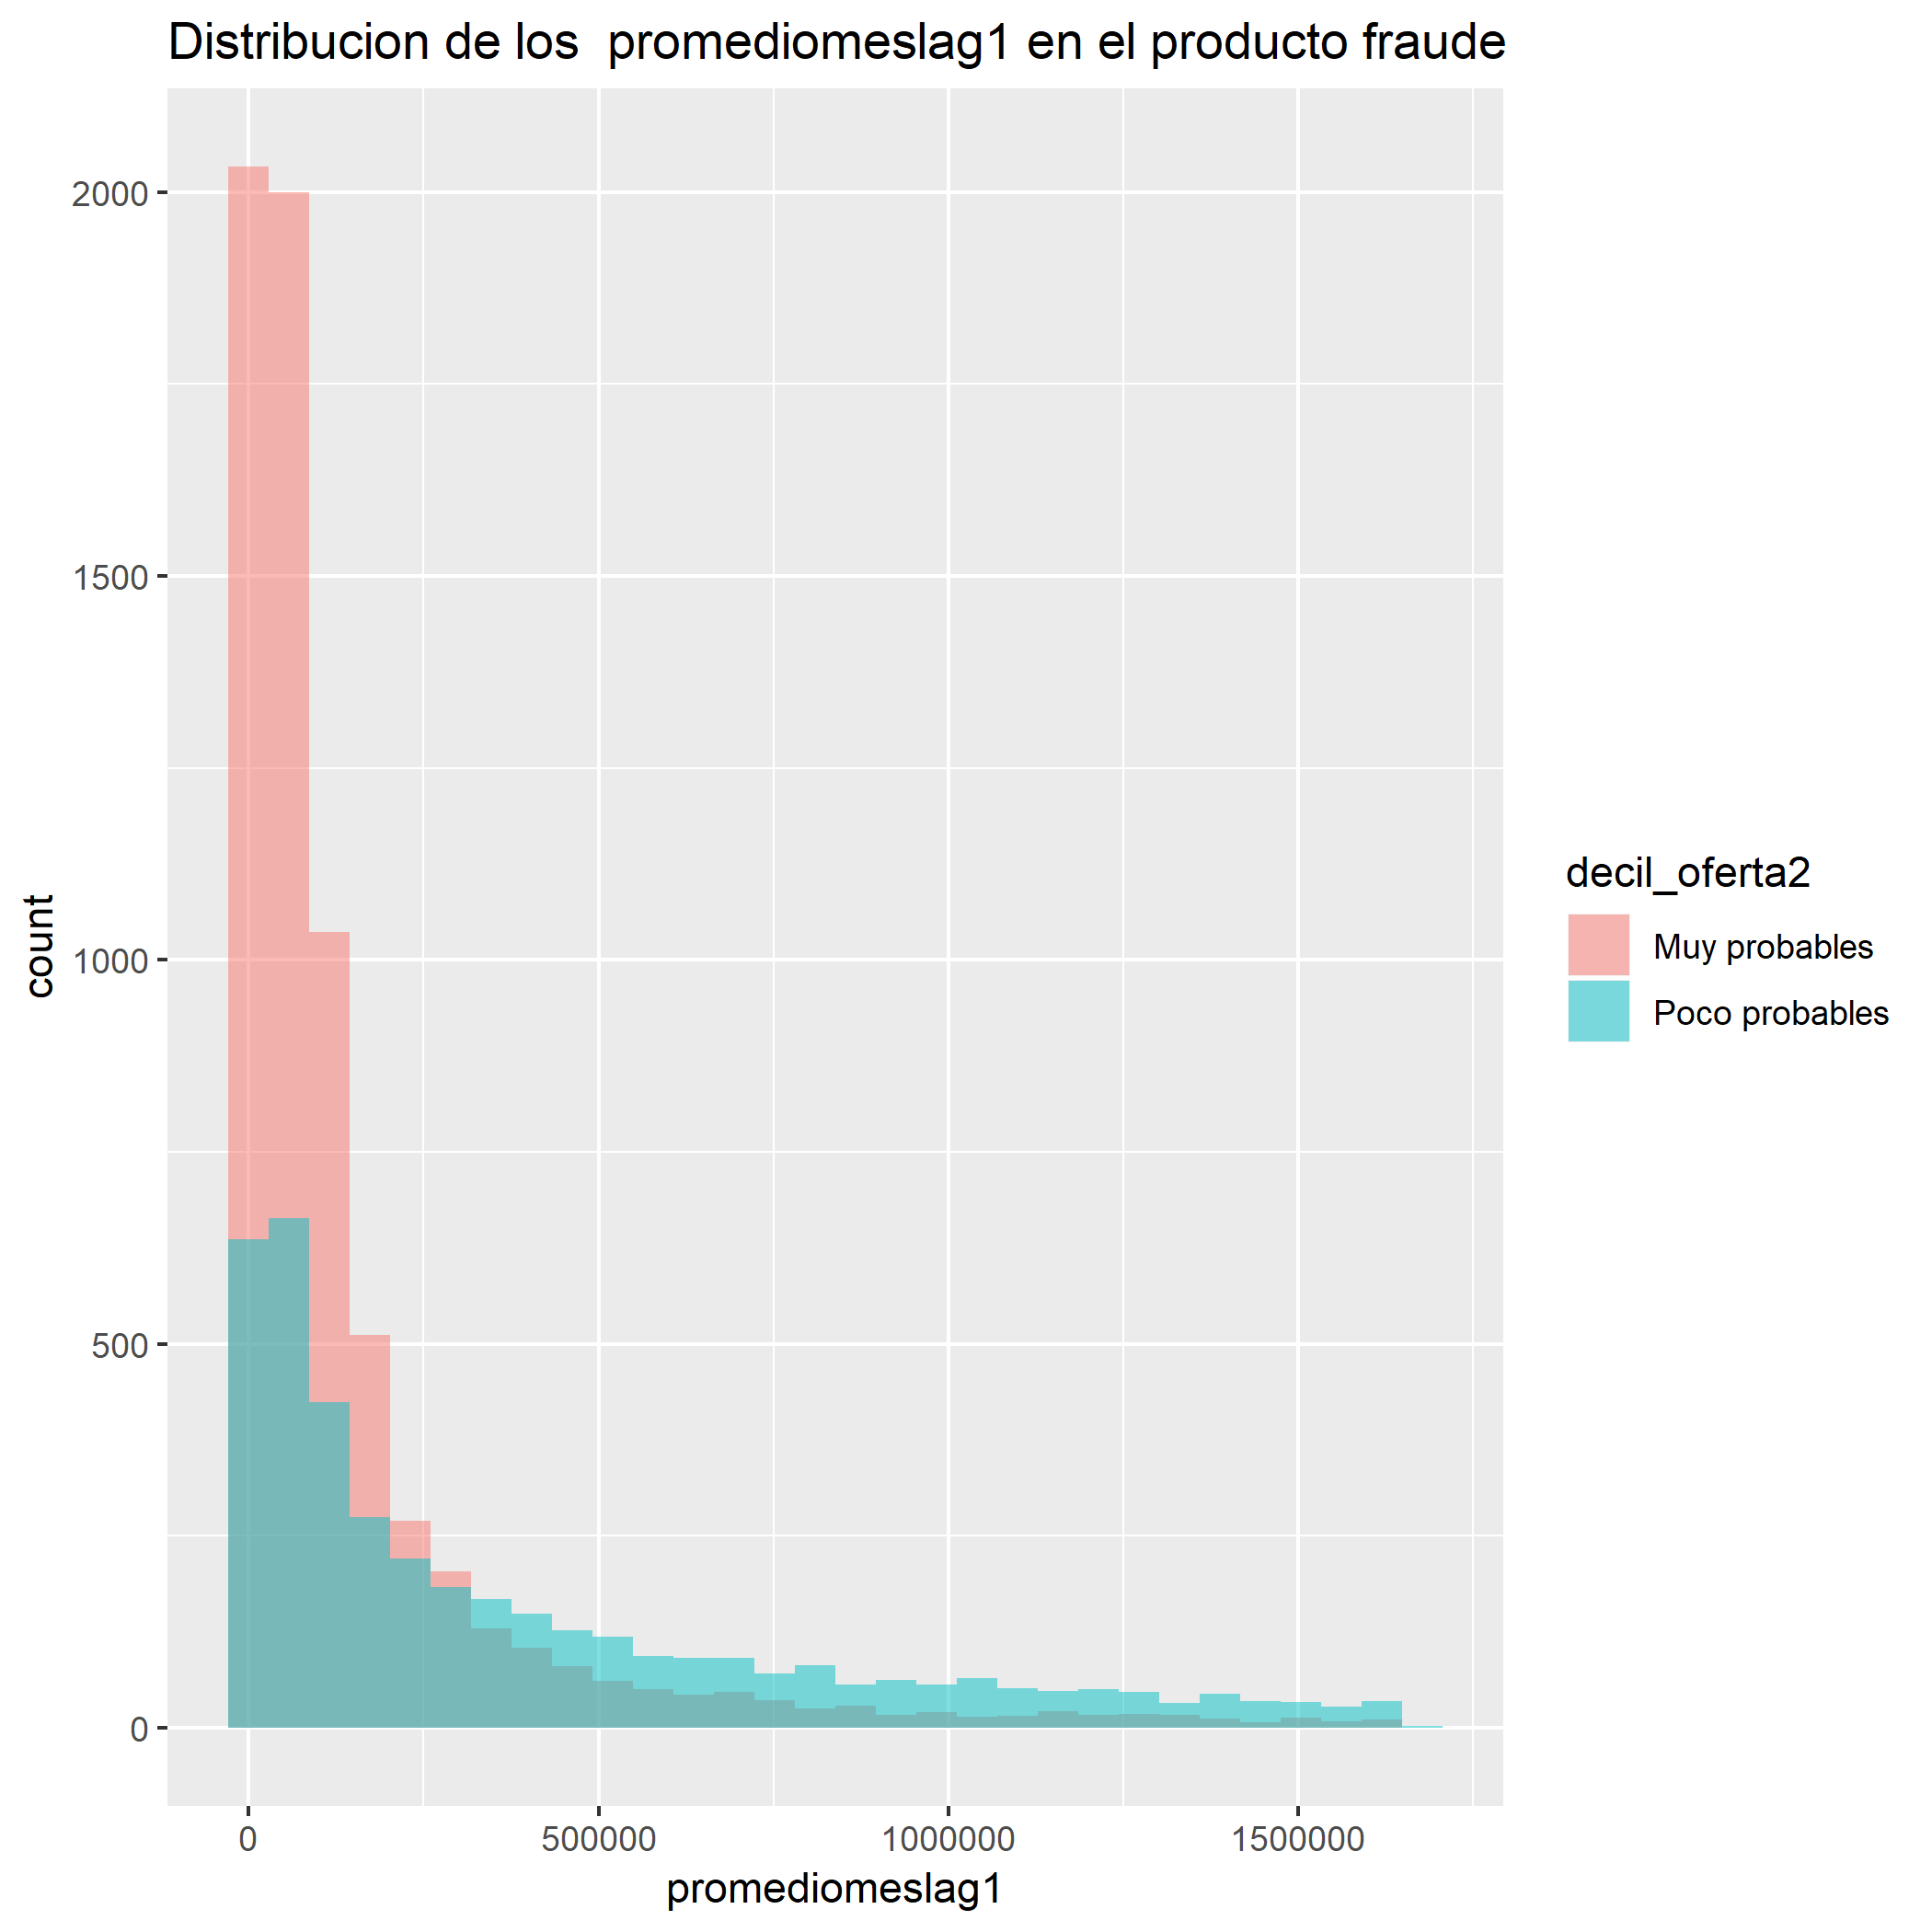 Distribucion de los  promediomeslag1 en el producto fraude
2000
1500
1000
500
0
count
0 500000 1000000 1500000
promediomeslag1
decil_oferta2
Muy probables
Poco probables